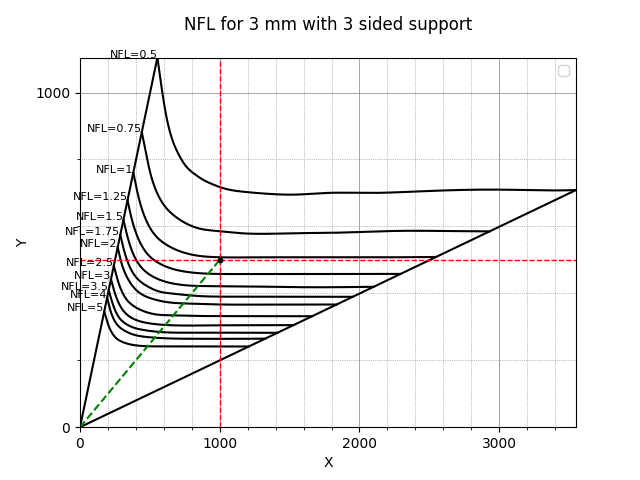 NFL for 3 mm with 3 sided support
NFL=0.5
1000
NFL=0.75
NFL=1
NFL=1.25
NFL=1.5
NFL=1.75
NFL=2
NFL=2.5
NFL=3
NFL=3.5
NFL=4
NFL=5
Y
0
0 1000 2000 3000
X